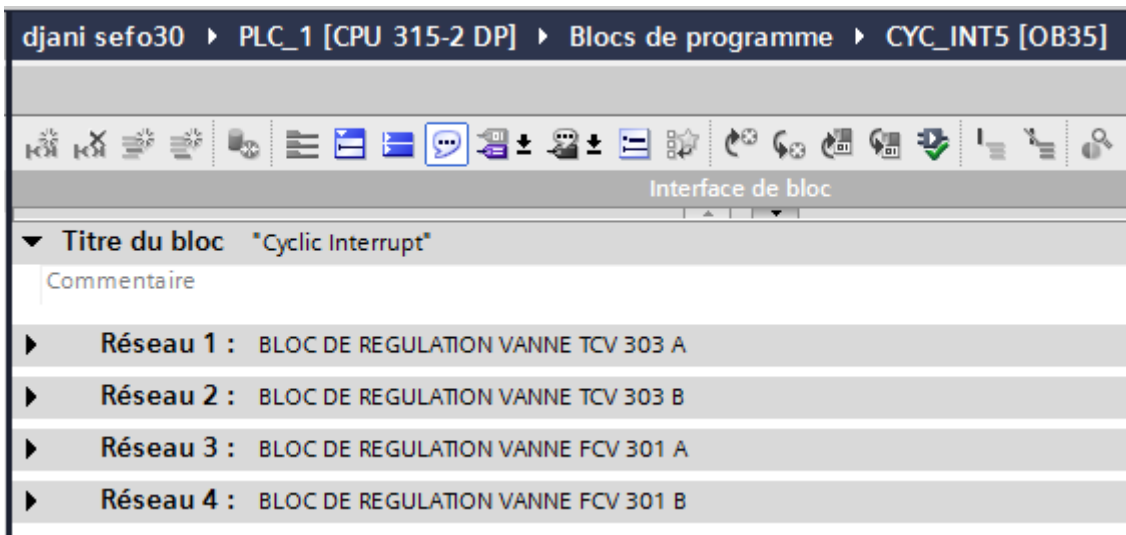 djani sefo30 ▸ PLC_1 [CPU 315-2 DP] ▸ Blocs de programme ▸ CYC_INT5 [OB35]
Interface de bloc
Titre du bloc "Cyclic Interrupt"
Commentaire
Réseau 1 : BLOC DE REGULATION VANNE TCV 303 A
Réseau 2 : BLOC DE REGULATION VANNE TCV 303 B
Réseau 3 : BLOC DE REGULATION VANNE FCV 301 A
Réseau 4 : BLOC DE REGULATION VANNE FCV 301 B